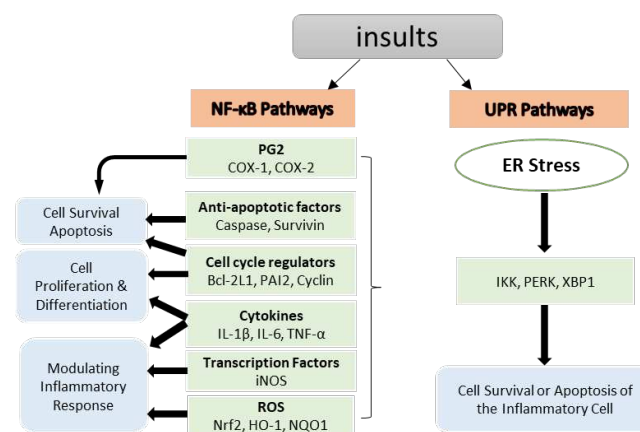 insults
NF-κB Pathways
UPR Pathways
PG2
COX-1, COX-2
Anti-apoptotic factors
Caspase, Survivin
Cell cycle regulators
Bcl-2L1, PAI2, Cyclin
Cytokines
IL-1β, IL-6, TNF-α
Transcription Factors
iNOS
ROS
Nrf2, HO-1, NQO1
Cell Survival
Apoptosis
Cell
Proliferation &
Differentiation
Modulating
Inflammatory
Response
ER Stress
IKK, PERK, XBP1
Cell Survival or Apoptosis of
the Inflammatory Cell